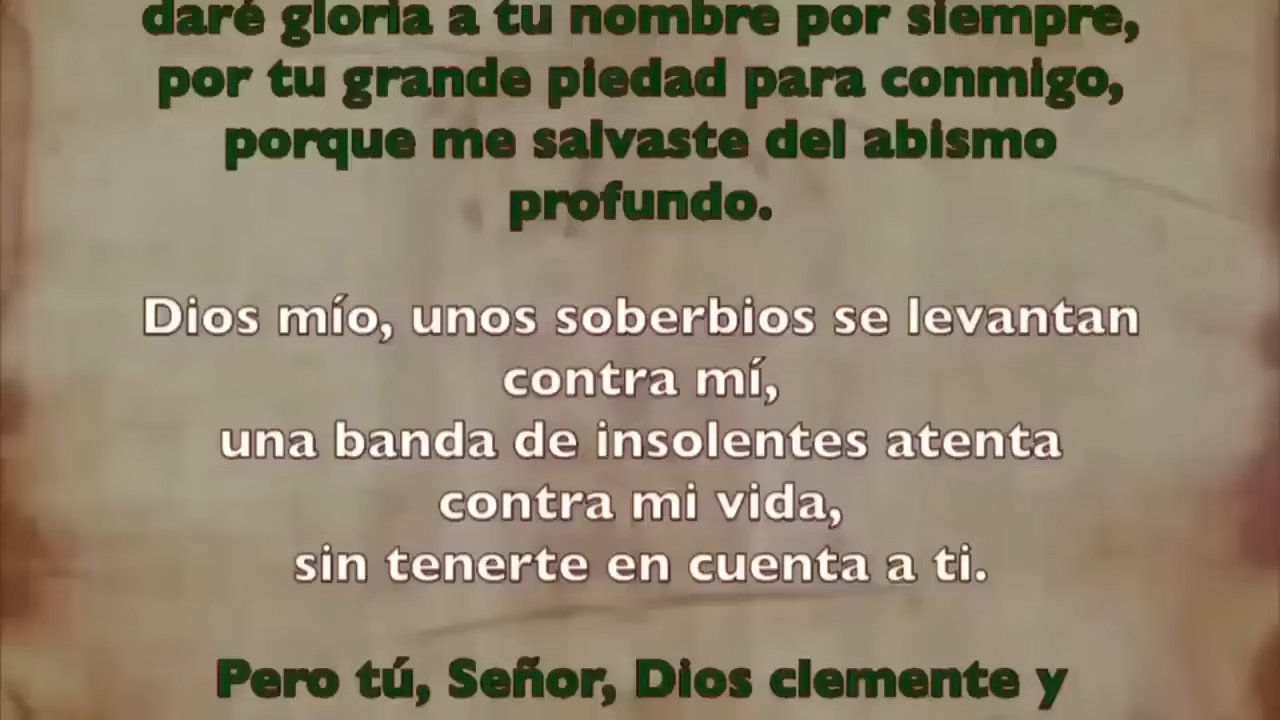 daré gloria a tu nombre por siempre,
por tu grande piedad para conmigo,
porque me salvaste del abismo
profundo.
Dios mío, unos soberbios se levantan
contra mí,
una banda de insolentes atenta
contra mi vida,
sin tenerte en cuenta a ti.
Pero tú, Señor, Dios clemente y